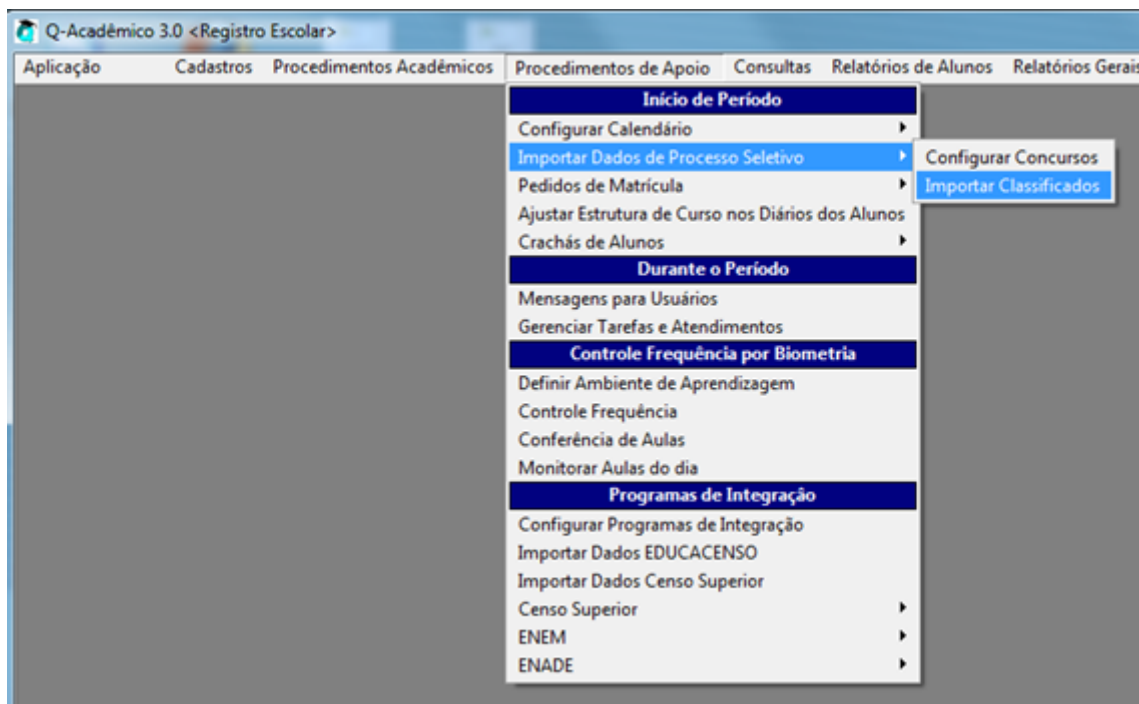 Q-Acadêmico 3.0 <Registro Escolar>
Aplicação Cadastros Procedimentos Acadêmicos Procedimentos de Apoio Consultas Relatórios de Alunos Relatórios Gerais
Início de Período
Configurar Calendário
Importar Dados de Processo Seletivo
Configurar Concursos
Importar Classificados
Pedidos de Matrícula
Ajustar Estrutura de Curso nos Diários dos Alunos
Crachás de Alunos
Durante o Período
Mensagens para Usuários
Gerenciar Tarefas e Atendimentos
Controle Frequência por Biometria
Definir Ambiente de Aprendizagem
Controle Frequência
Conferência de Aulas
Monitorar Aulas do dia
Programas de Integração
Configurar Programas de Integração
Importar Dados EDUCACENSO
Importar Dados Censo Superior
Censo Superior
ENEM
ENADE